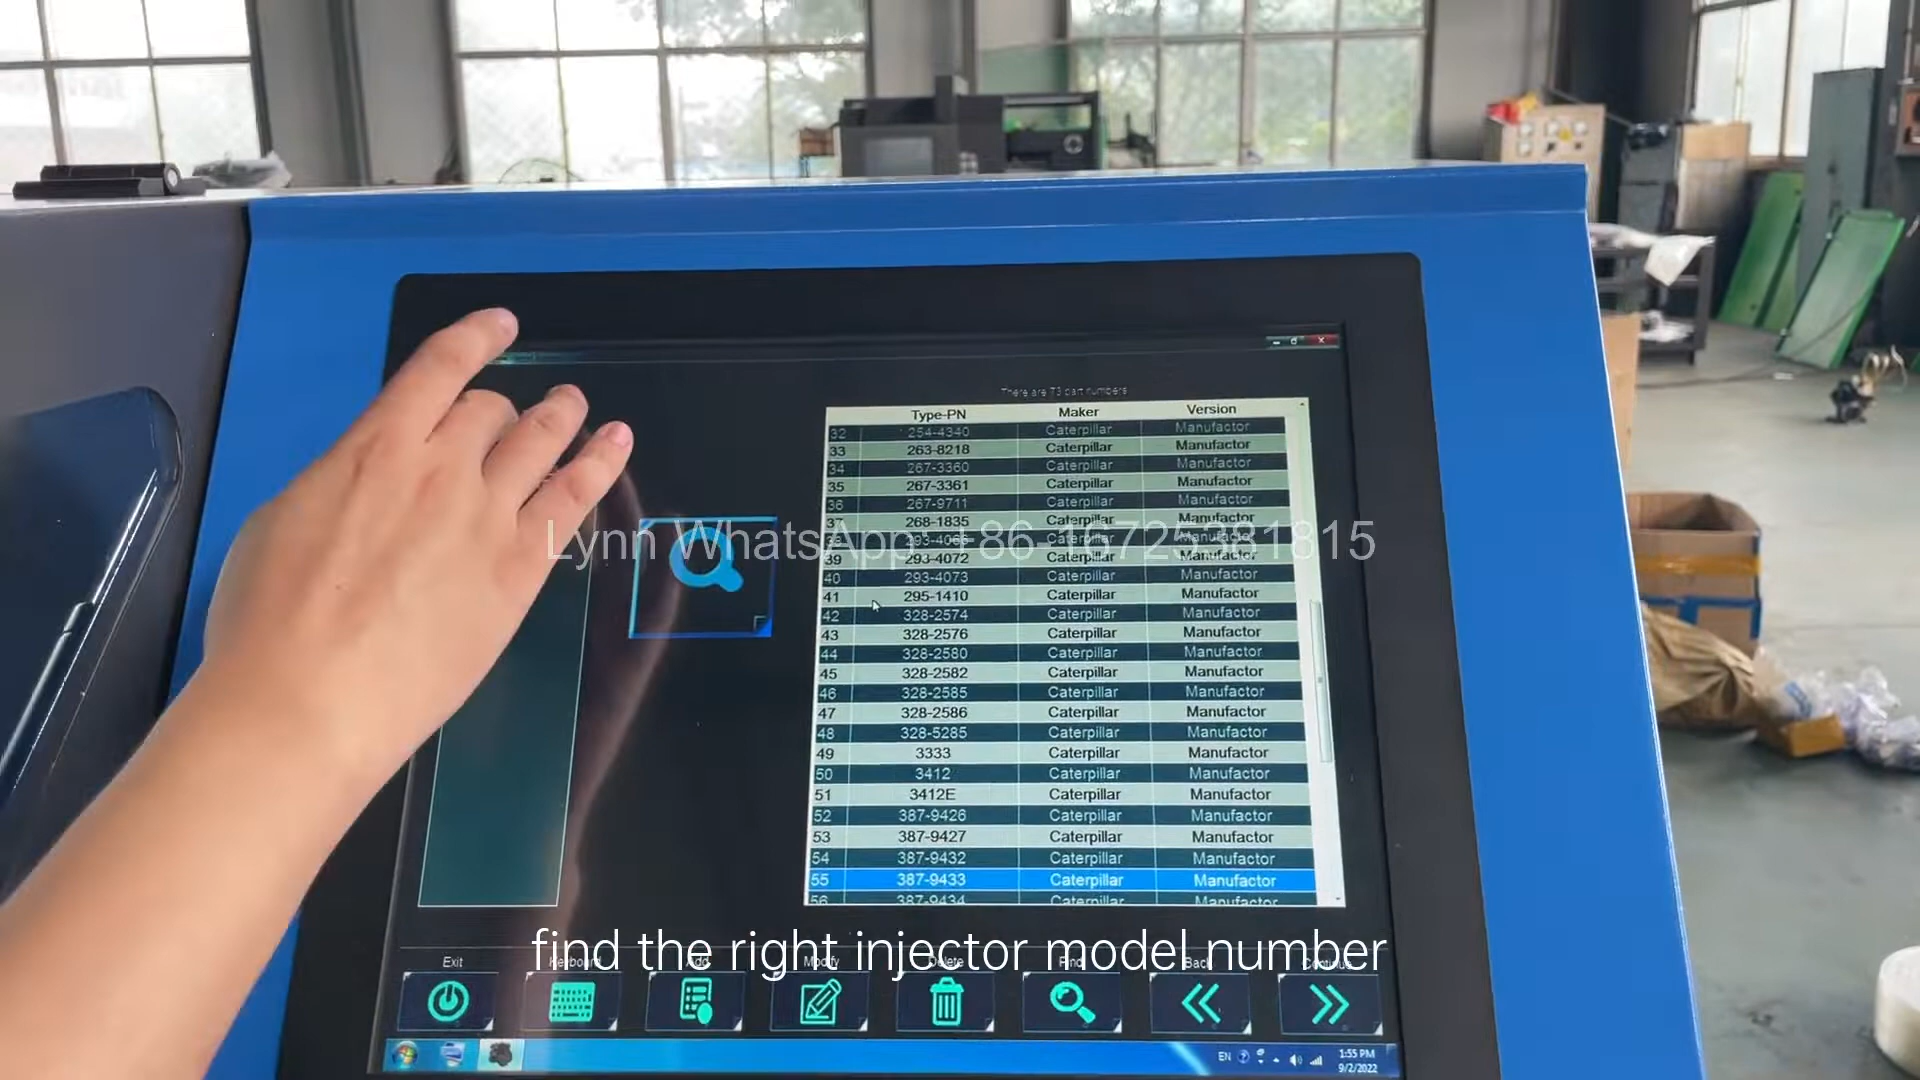 There are 73 part numbers
Type-PN Maker Version
32 254-4340 Caterpillar Manufactor
33 263-8218 Caterpillar Manufactor
34 267-3360 Caterpillar Manufactor
35 267-3361 Caterpillar Manufactor
36 267-9711 Caterpillar Manufactor
37 268-1835 Caterpillar Manufactor
Lynn WhatsApp +86-16725381815
39 293-4072 Caterpillar Manufactor
40 293-4073 Caterpillar Manufactor
41 295-1410 Caterpillar Manufactor
42 328-2574 Caterpillar Manufactor
43 328-2576 Caterpillar Manufactor
44 328-2580 Caterpillar Manufactor
45 328-2582 Caterpillar Manufactor
46 328-2585 Caterpillar Manufactor
47 328-2586 Caterpillar Manufactor
48 328-5285 Caterpillar Manufactor
49 3333 Caterpillar Manufactor
50 3412 Caterpillar Manufactor
51 3412E Caterpillar Manufactor
52 387-9426 Caterpillar Manufactor
53 387-9427 Caterpillar Manufactor
54 387-9432 Caterpillar Manufactor
55 387-9433 Caterpillar Manufactor
56 387-9434 Caterpillar Manufactor
find the right injector model number
Exit Keyboard Add Modify Delete Find Back Continue
EN 1:55 PM
9/2/2022